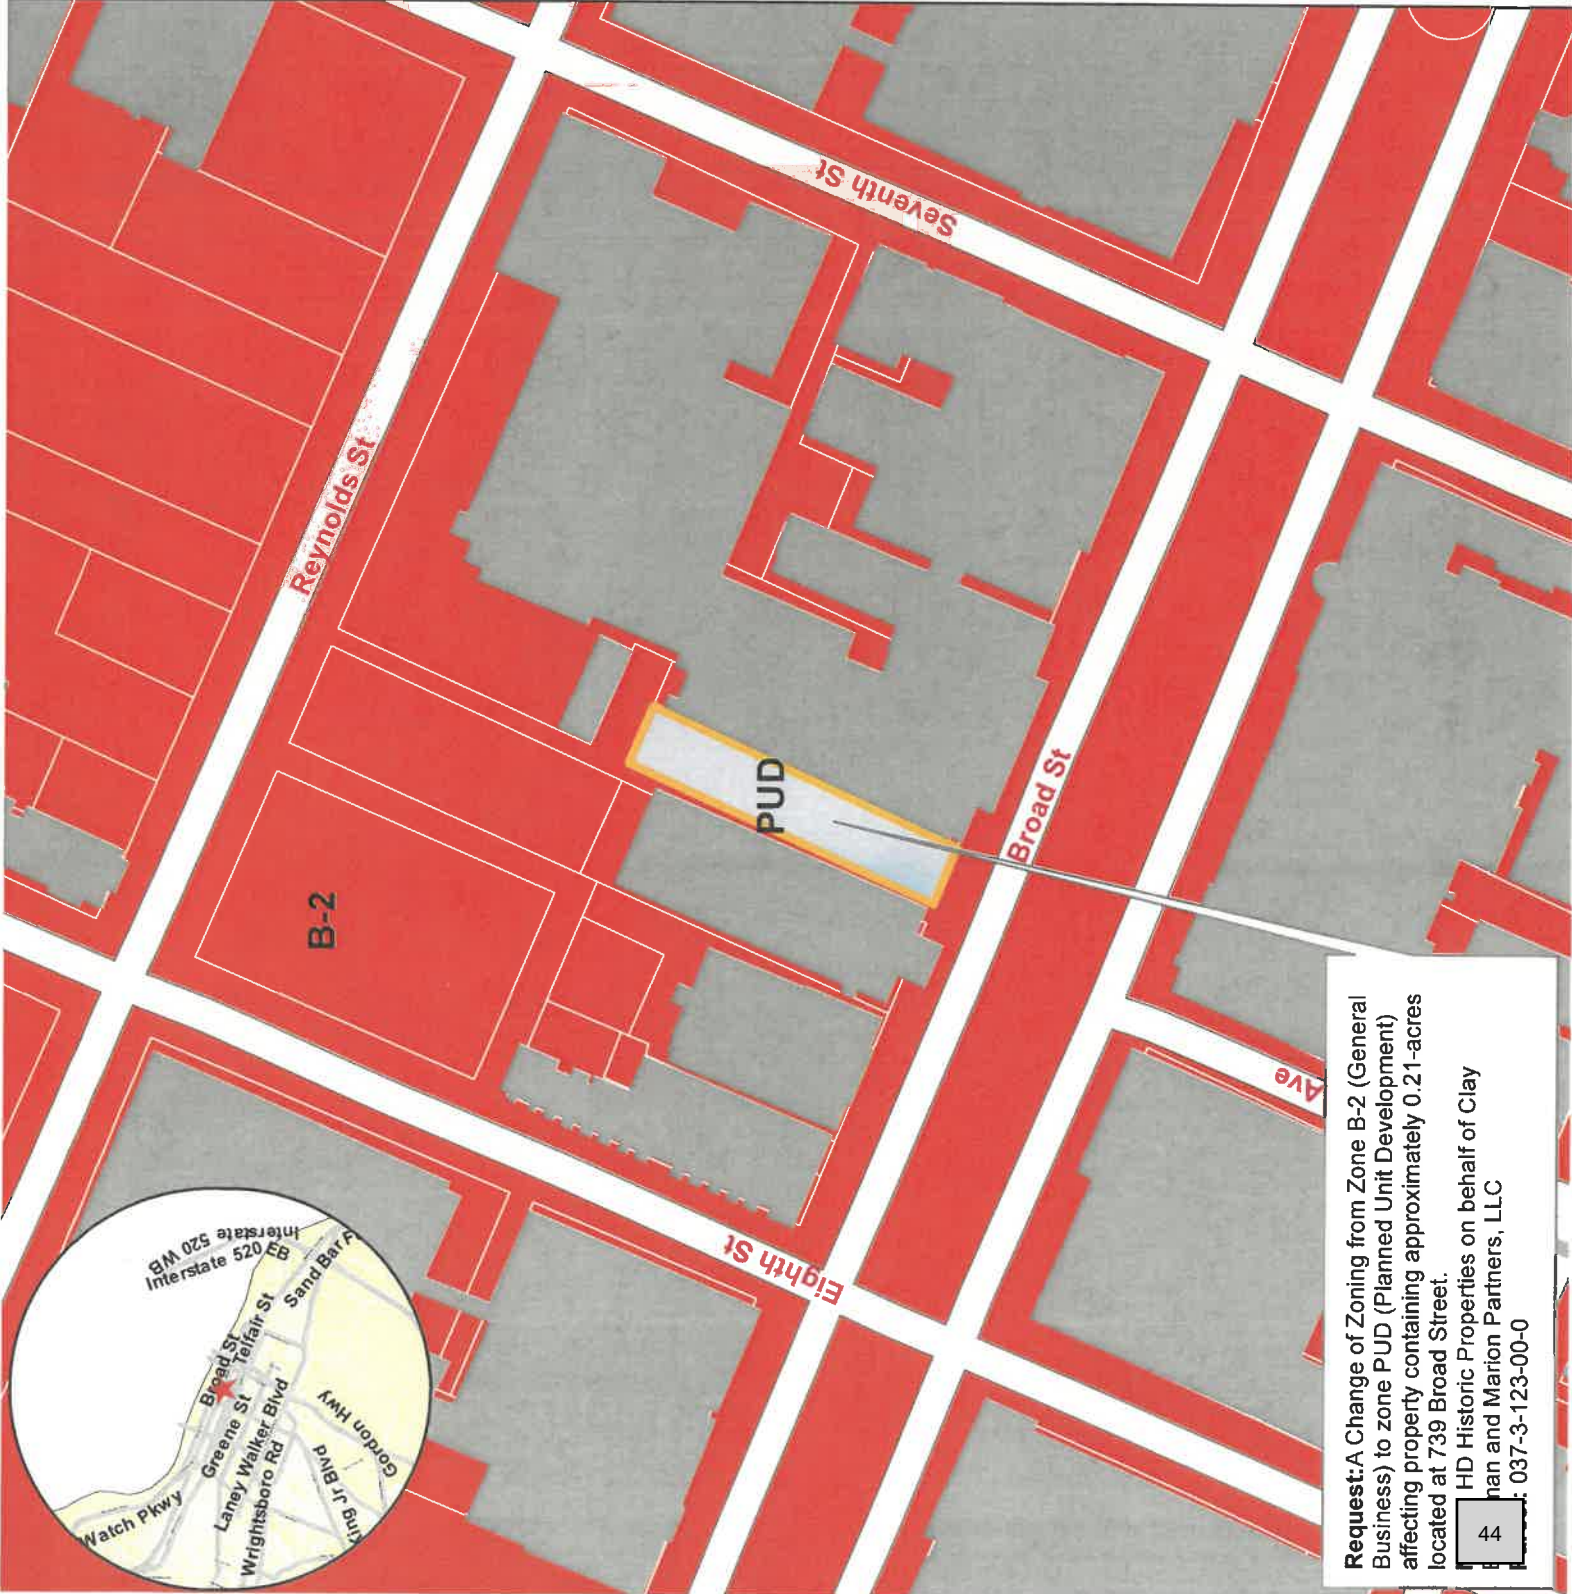 Request:A Change of Zoning from Zone B-2 (General
Business) to zone PUD (Planned Unit Development)
affecting property containing approximately 0.21-acres
located at 739 Broad Street.
HD Historic Properties on behalf of Clay
and Marion Partners, LLC
: 037-3-123-00-0
44
Reynolds St
Seventh St
B-2
PUD
Broad St
Eighth St
Ave
Interstate 520 WB
Interstate 520 EB
Sand Bar
Broad St
Telfair St
Greene St
Laney Walker Blvd
Wrightsboro Rd
Gordon Hwy
King Jr Blvd
Watch Pkwy